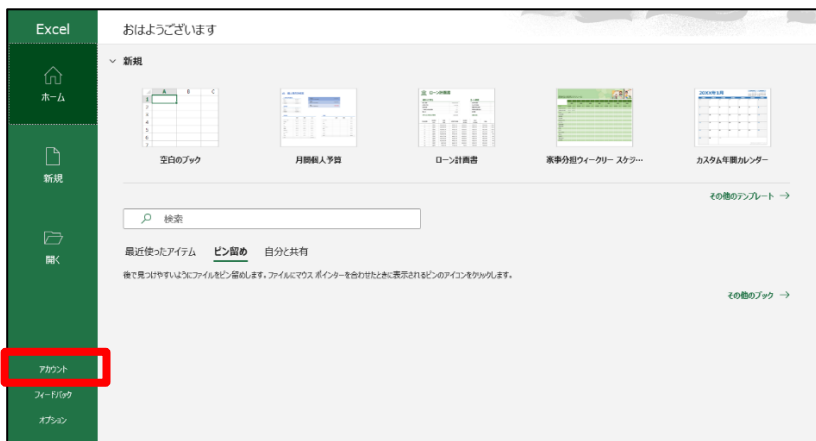 Excel
おはようございます
新規
ホーム
空白のブック
月間個人予算
ローン計画書
家事分担ウィークリー スケジ…
カスタム年間カレンダー
新規
その他のテンプレート →
検索
開く
最近使ったアイテム ピン留め 自分と共有
後で見つけやすいようにファイルをピン留めします。ファイルにマウス ポインターを合わせたときに表示されるピンのアイコンをクリックします。
その他のブック →
アカウント
フィードバック
オプション